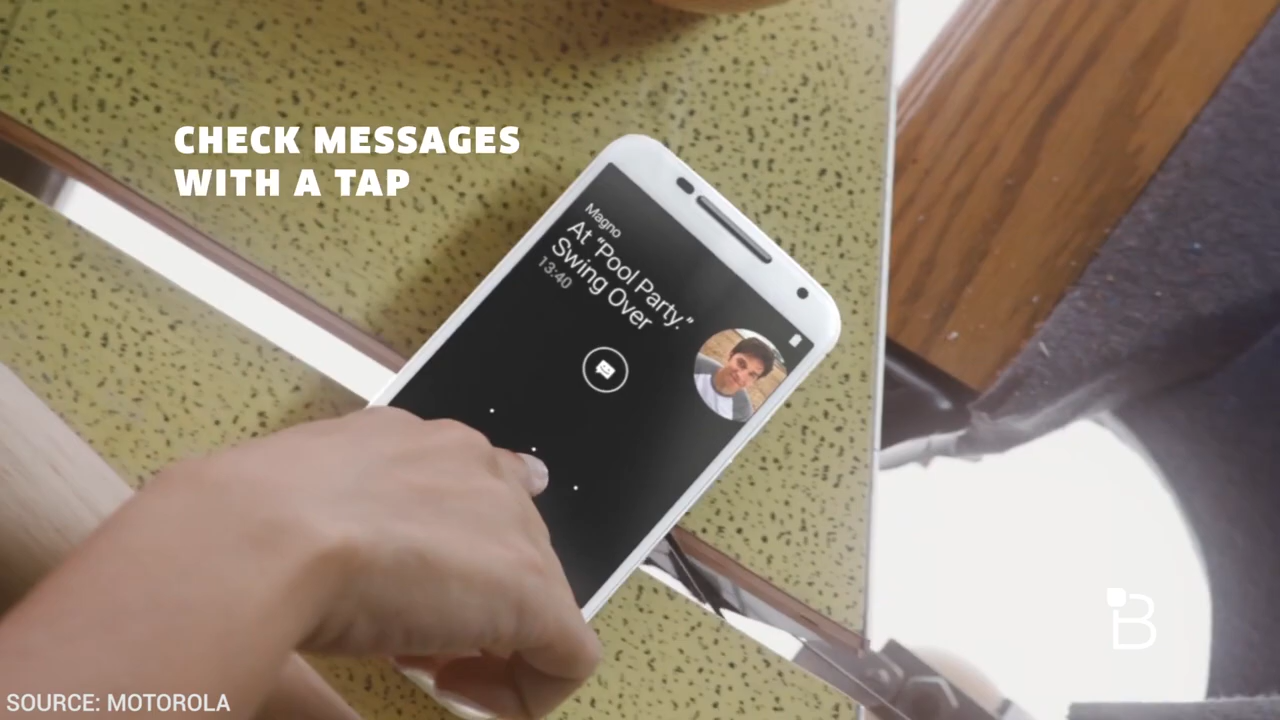 CHECK MESSAGES
WITH A TAP
Magno
At “Pool Party.”
Swing Over
13:40
B
SOURCE: MOTOROLA